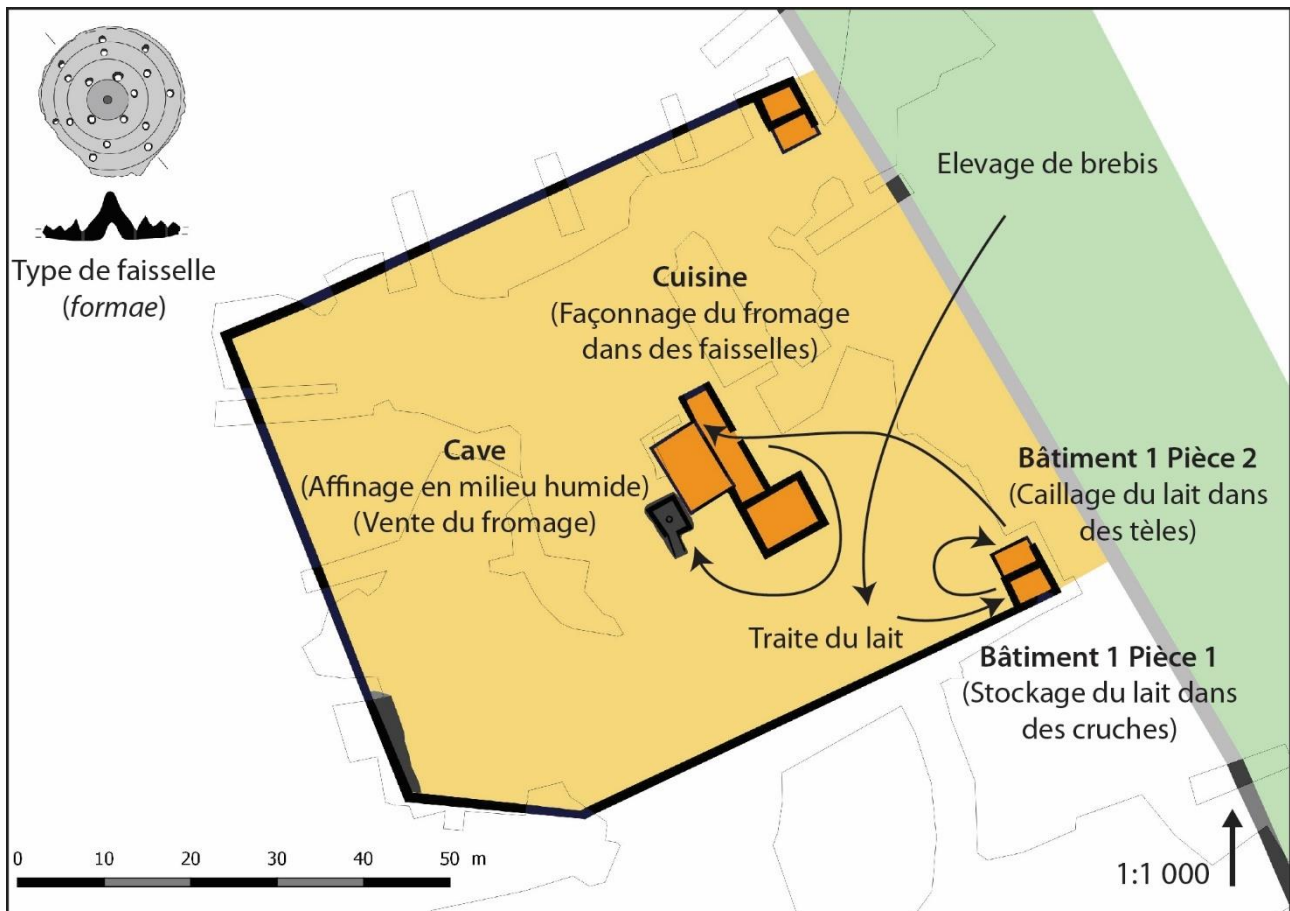 Type de faisselle
(formae)
Elevage de brebis
Cuisine
(Façonnage du fromage
dans des faisselles)
Cave
(Affinage en milieu humide)
(Vente du fromage)
Bâtiment 1 Pièce 2
(Caillage du lait dans
des tèles)
Traite du lait
Bâtiment 1 Pièce 1
(Stockage du lait dans
des cruches)
0 10 20 30 40 50 m
1:1 000